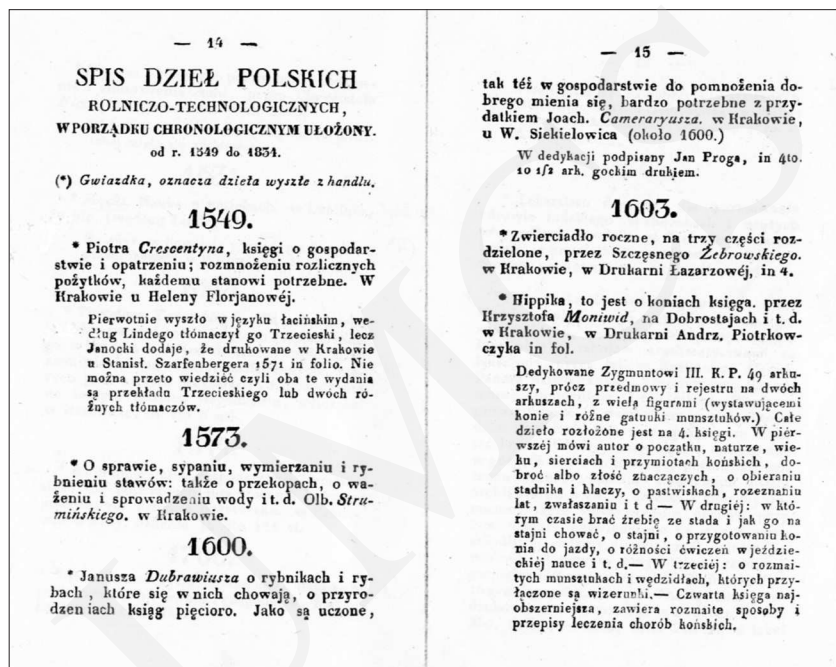 — 14 —
SPIS DZIEŁ POLSKICH
ROLNICZO-TECHNOLOGICZNYCH,
W PORZĄDKU CHRONOLOGICZNYM UŁOŻONY.
od r. 1549 do 1834.
(*) Gwiazdka, oznacza dzieła wyszłe z handlu.
1549.
* Piotra Crescentyna, księgi o gospodar-
stwie i opatrzeniu; rozmnożeniu rozlicznych
pożytków, każdemu stanowi potrzebne. W
Krakowie u Heleny Florjanowéj.
Pierwotnie wyszło w języku łacińskim, we-
dług Lindego tłómaczył go Trzecieski, lecz
Janocki dodaje, że drukowane w Krakowie
u Stanisł. Szarfenbergera 1571 in folio. Nie
można przeto wiedzieć czyli oba te wydania
są przekładu Trzecieskiego lub dwóch ró-
żnych tłómaczów.
1573.
* O sprawie, sypaniu, wymierzaniu i ry-
bnieniu stawów: także o przekopach, o wa-
żeniu i sprowadzeniu wody i t. d. Olb. Stru-
mińskiego. w Krakowie.
1600.
* Janusza Dubrawiusza o rybnikach i ry-
bach, które się w nich chowają, o przyro-
dzeniach ksiąg pięcioro. Jako są uczone,
— 15 —
tak téż w gospodarstwie do pomnożenia do-
brego mienia się, bardzo potrzebne z przy-
datkiem Joach. Cameraryusza. w Krakowie,
u W. Siekielowica (około 1600.)
W dedykacji podpisany Jan Proga, in 4to.
10 1/2 ark. gockim drukiem.
1603.
* Zwierciadło roczne, na trzy części roz-
dzielone, przez Szczęsnego Żebrowskiego.
w Krakowie, w Drukarni Łazarzowéj, in 4.
* Hippika, to jest o koniach księga. przez
Krzysztofa Moniwid, na Dobrostajach i t. d.
w Krakowie, w Drukarni Andrz. Piotrkow-
czyka in fol.
Dedykowane Zygmuntowi III. K. P. 49 arku-
szy, prócz przedmowy i rejestru na dwóch
arkuszach, z wielą figurami (wystawującemi
konie i różne gatunki munsztuków.) Całe
dzieło rozłożone jest na 4. księgi. W piér-
wszéj mówi autor o początku, naturze, wie-
ku, sierciach i przymiotach końskich, do-
broć albo złość znaczących, o obieraniu
stadnika i klaczy, o pastwiskach, rozeznaniu
lat, zwałaszaniu i t d — W drugiéj: w któ-
rym czasie brać źrebię ze stada i jak go na
stajni chować, o stajni, o przygotowaniu ko-
nia do jazdy, o różności ćwiczeń w jeździe-
ckiéj nauce i t. d.— W trzeciéj: o rozmai-
tych munsztukach i wędzidłach, których przy-
łączone są wizerunki.— Czwarta księga naj-
obszerniejsza, zawiera rozmaite sposoby i
przepisy leczenia chorób końskich.
UMCS